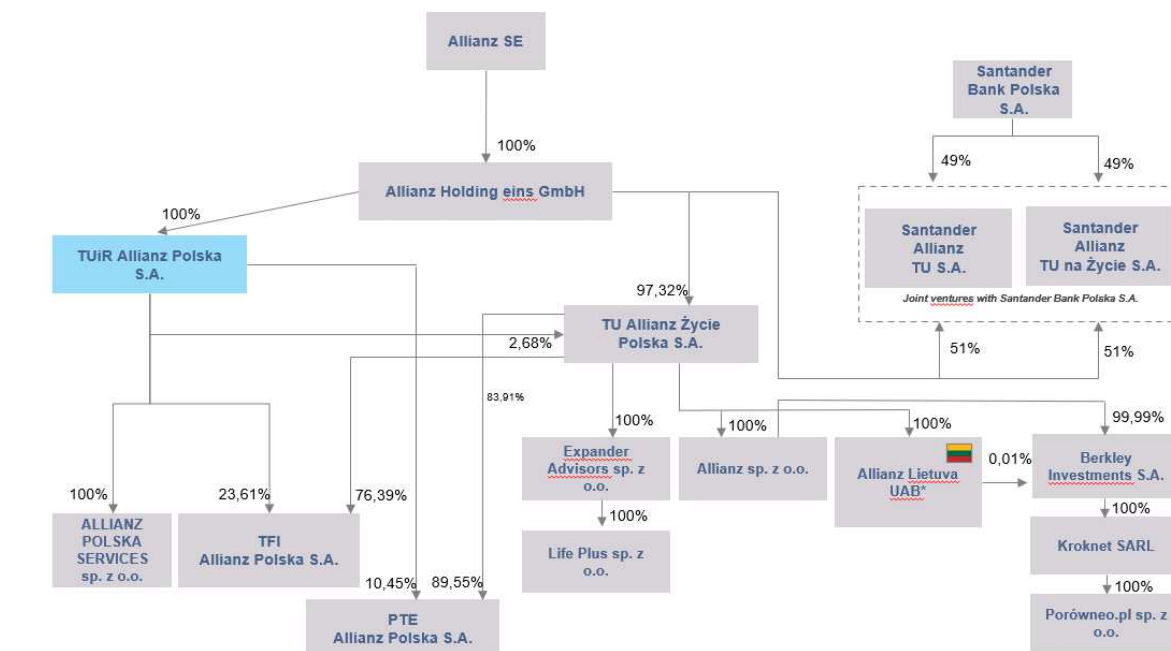 Allianz SE
Santander
Bank Polska
S.A.
100%
49%
49%
Allianz Holding eins GmbH
100%
Santander
Allianz
TU S.A.
Santander
Allianz
TU na Życie S.A.
TUiR Allianz Polska
S.A.
97,32%
Joint ventures with Santander Bank Polska S.A.
TU Allianz Życie
Polska S.A.
2,68%
51%
51%
83,91%
100%
100%
100%
99,99%
Expander
Advisors sp. z
o.o.
Allianz sp. z o.o.
Allianz Lietuva
UAB*
0,01%
Berkley
Investments S.A.
100%
23,61%
76,39%
100%
100%
ALLIANZ
POLSKA
SERVICES
sp. z o.o.
TFI
Allianz Polska S.A.
Life Plus sp. z
o.o.
Kroknet SARL
10,45%
89,55%
100%
PTE
Allianz Polska S.A.
Porówneo.pl sp. z
o.o.